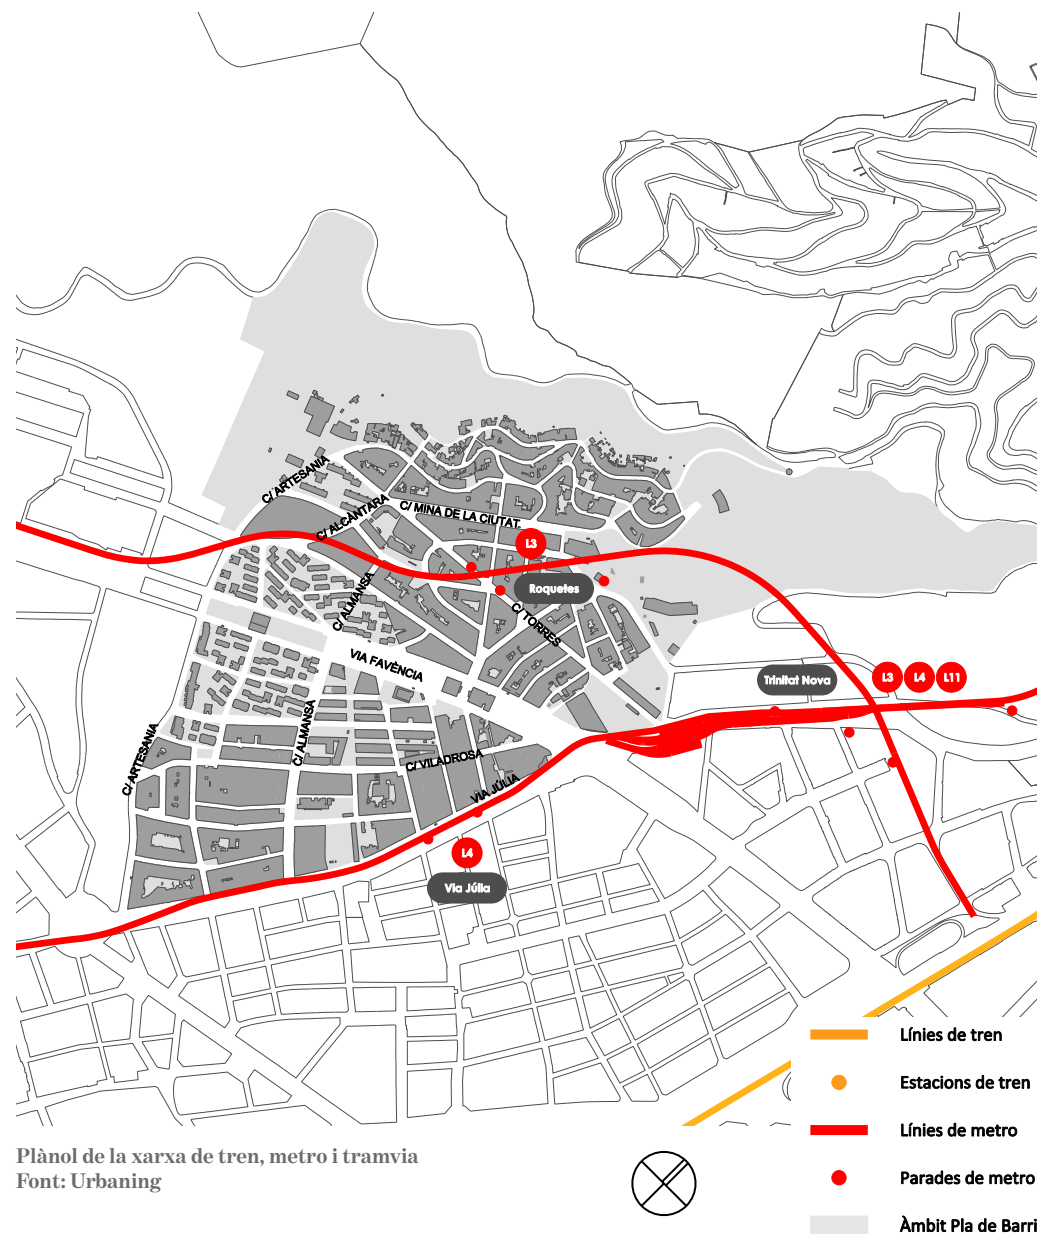 C/ ARTESANIA
C/ ALCÀNTARA
C/ MINA DE LA CIUTAT.
L3
Roquetes
C/ ALMANSA
C/ TORRES
VIA FAVÈNCIA
Trinitat Nova
L3 L4 L11
C/ ARTESANIA
C/ ALMANSA
C/ VILADROSA
VIA JÚLIA
L4
Via Júlia
Línies de tren
Estacions de tren
Línies de metro
Parades de metro
Àmbit Pla de Barri
Plànol de la xarxa de tren, metro i tramvia
Font: Urbaning